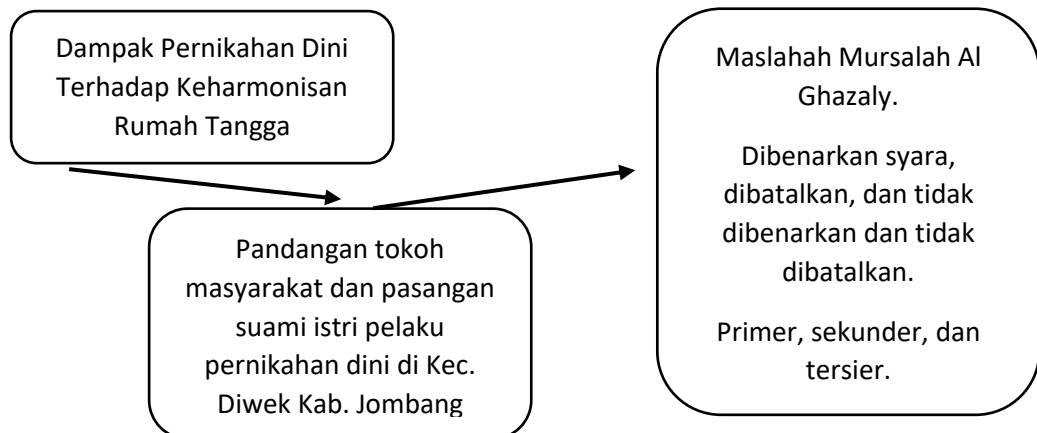 Dampak Pernikahan Dini
Terhadap Keharmonisan
Rumah Tangga
Pandangan tokoh
masyarakat dan pasangan
suami istri pelaku
pernikahan dini di Kec.
Diwek Kab. Jombang
Maslahah Mursalah Al
Ghazaly.
Dibenarkan syara,
dibatalkan, dan tidak
dibenarkan dan tidak
dibatalkan.
Primer, sekunder, dan
tersier.